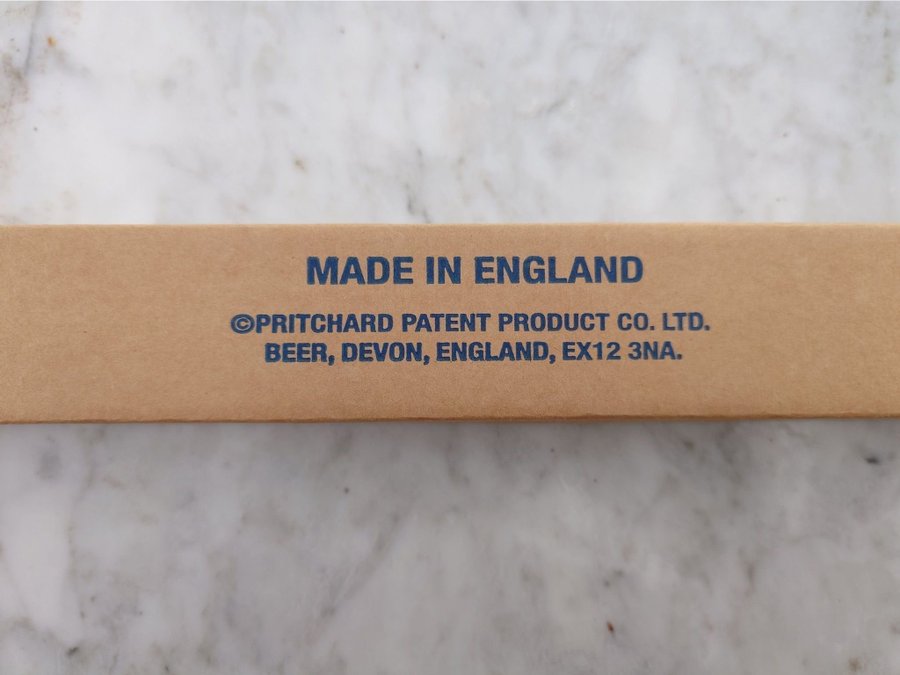 MADE IN ENGLAND
©PRITCHARD PATENT PRODUCT CO. LTD.
BEER, DEVON, ENGLAND, EX12 3NA.